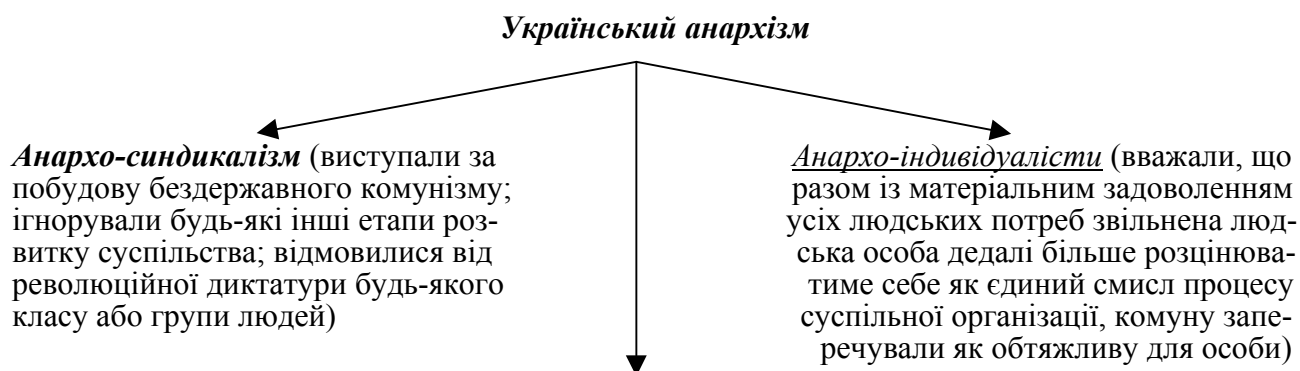 Український анархізм
Анархо-синдикалізм (виступали за
побудову бездержавного комунізму;
ігнорували будь-які інші етапи роз-
витку суспільства; відмовилися від
революційної диктатури будь-якого
класу або групи людей)
Анархо-індивідуалісти (вважали, що
разом із матеріальним задоволенням
усіх людських потреб звільнена люд-
ська особа дедалі більше розцінюва-
тиме себе як єдиний смисл процесу
суспільної організації, комуну запе-
речували як обтяжливу для особи)